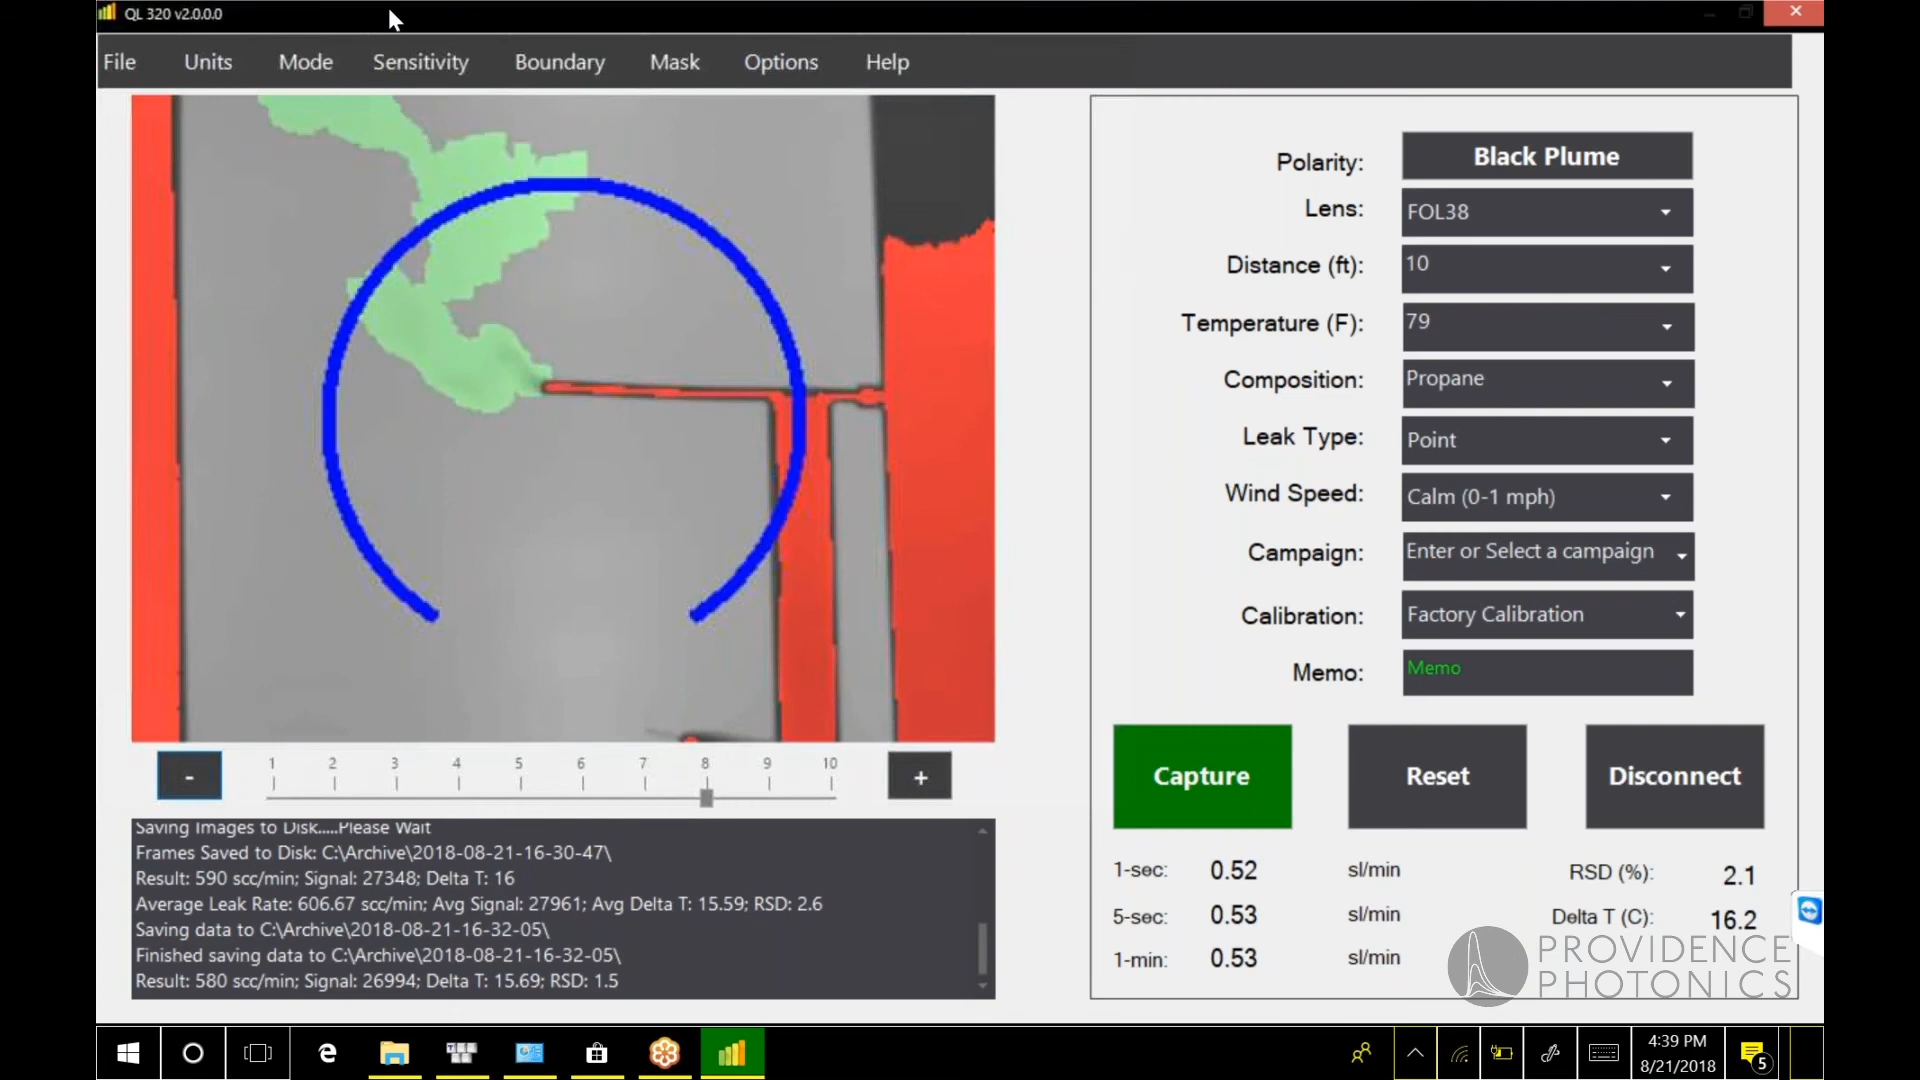 QL 320 v2.0.0.0
File Units Mode Sensitivity Boundary Mask Options Help
Polarity: Black Plume
Lens: FOL38
Distance (ft): 10
Temperature (F): 79
Composition: Propane
Leak Type: Point
Wind Speed: Calm (0-1 mph)
Campaign: Enter or Select a campaign
Calibration: Factory Calibration
Memo: Memo
- 1 2 3 4 5 6 7 8 9 10 +
Capture Reset Disconnect
Saving Images to Disk.....Please Wait
Frames Saved to Disk: C:\Archive\2018-08-21-16-30-47\
Result: 590 scc/min; Signal: 27348; Delta T: 16
Average Leak Rate: 606.67 scc/min; Avg Signal: 27961; Avg Delta T: 15.59; RSD: 2.6
Saving data to C:\Archive\2018-08-21-16-32-05\
Finished saving data to C:\Archive\2018-08-21-16-32-05\
Result: 580 scc/min; Signal: 26994; Delta T: 15.69; RSD: 1.5
1-sec: 0.52 sl/min RSD (%): 2.1
5-sec: 0.53 sl/min Delta T (C): 16.2
1-min: 0.53 sl/min
PROVIDENCE
PHOTONICS
4:39 PM
8/21/2018
5